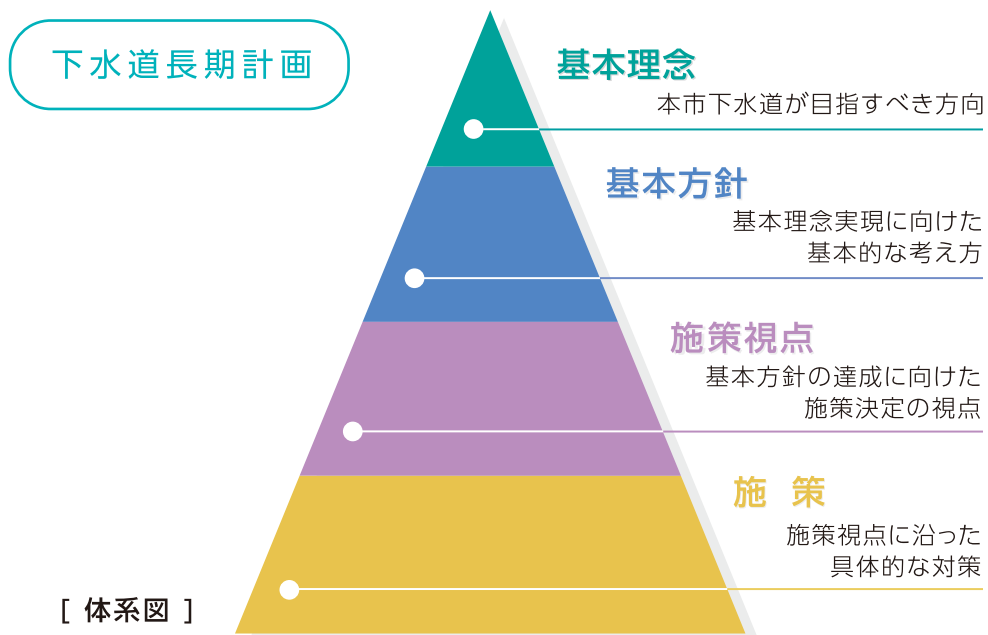 下水道長期計画
基本理念
本市下水道が目指すべき方向
基本方針
基本理念実現に向けた
基本的な考え方
施策視点
基本方針の達成に向けた
施策決定の視点
施 策
施策視点に沿った
具体的な対策
[ 体系図 ]